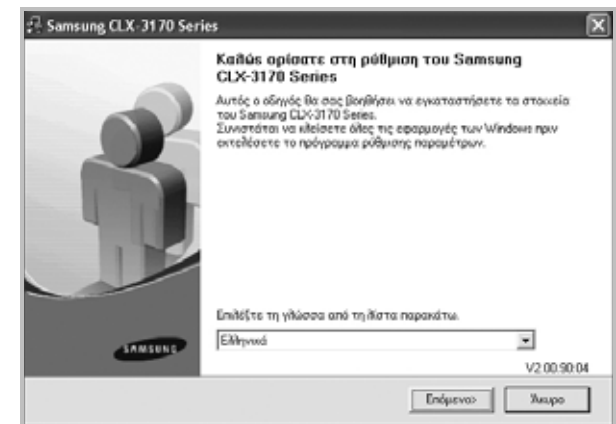 Samsung CLX-3170 Series
Καλώς ορίσατε στη ρύθμιση του Samsung
CLX-3170 Series
Αυτός ο οδηγός θα σας βοηθήσει να εγκαταστήσετε τα στοιχεία
του Samsung CLX-3170 Series.
Συνιστάται να κλείσετε όλες τις εφαρμογές των Windows πριν
εκτελέσετε το πρόγραμμα ρύθμισης παραμέτρων.
Επιλέξτε τη γλώσσα από τη λίστα παρακάτω.
Ελληνικά
SAMSUNG
V2.00.90:04
Επόμενο>
Άκυρο